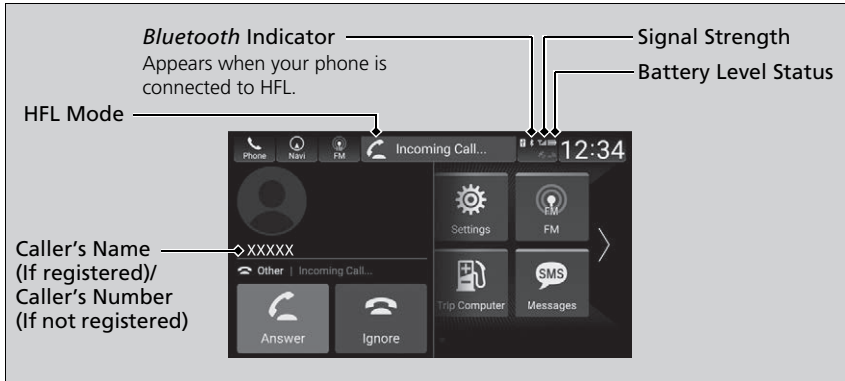 Bluetooth Indicator
Appears when your phone is
connected to HFL.
Signal Strength
Battery Level Status
HFL Mode
Phone
Navi
FM
Incoming Call...
12:34
XXXXX
Other | Incoming Call...
Answer
Ignore
Settings
FM
Trip Computer
SMS
Messages
Caller's Name
(If registered)/
Caller's Number
(If not registered)